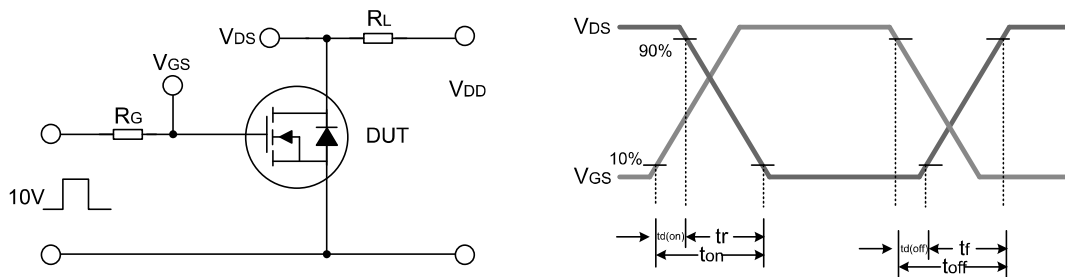 VDS
RL
VGS
VDD
RG
DUT
10V
VDS
90%
10%
VGS
td(on)
tr
ton
td(off)
tf
toff